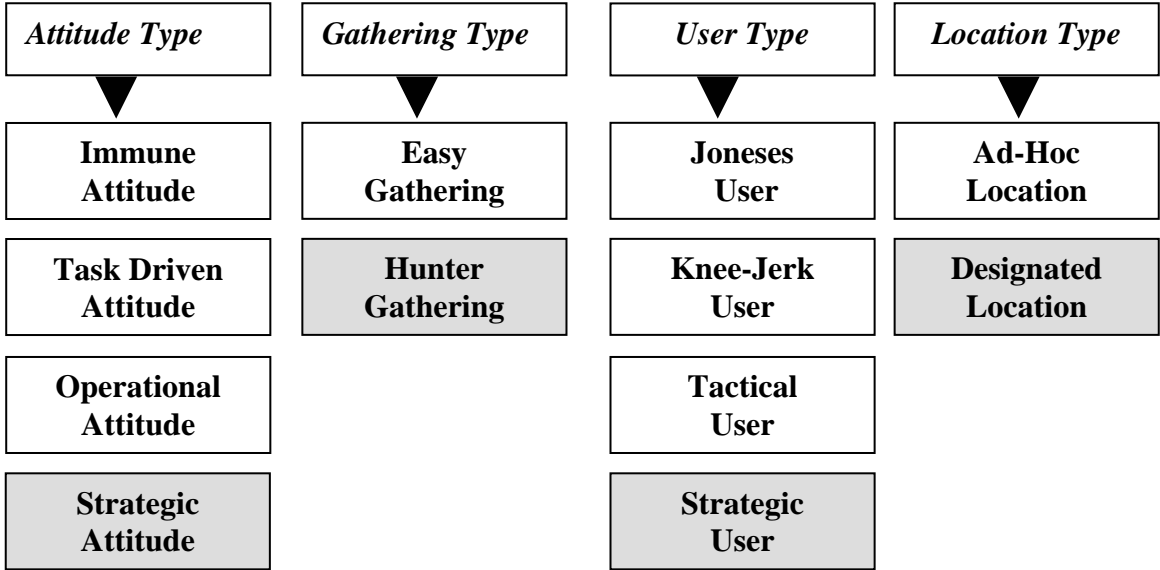 Attitude Type
Gathering Type
User Type
Location Type
Immune
Attitude
Easy
Gathering
Joneses
User
Ad-Hoc
Location
Task Driven
Attitude
Hunter
Gathering
Knee-Jerk
User
Designated
Location
Operational
Attitude
Tactical
User
Strategic
Attitude
Strategic
User